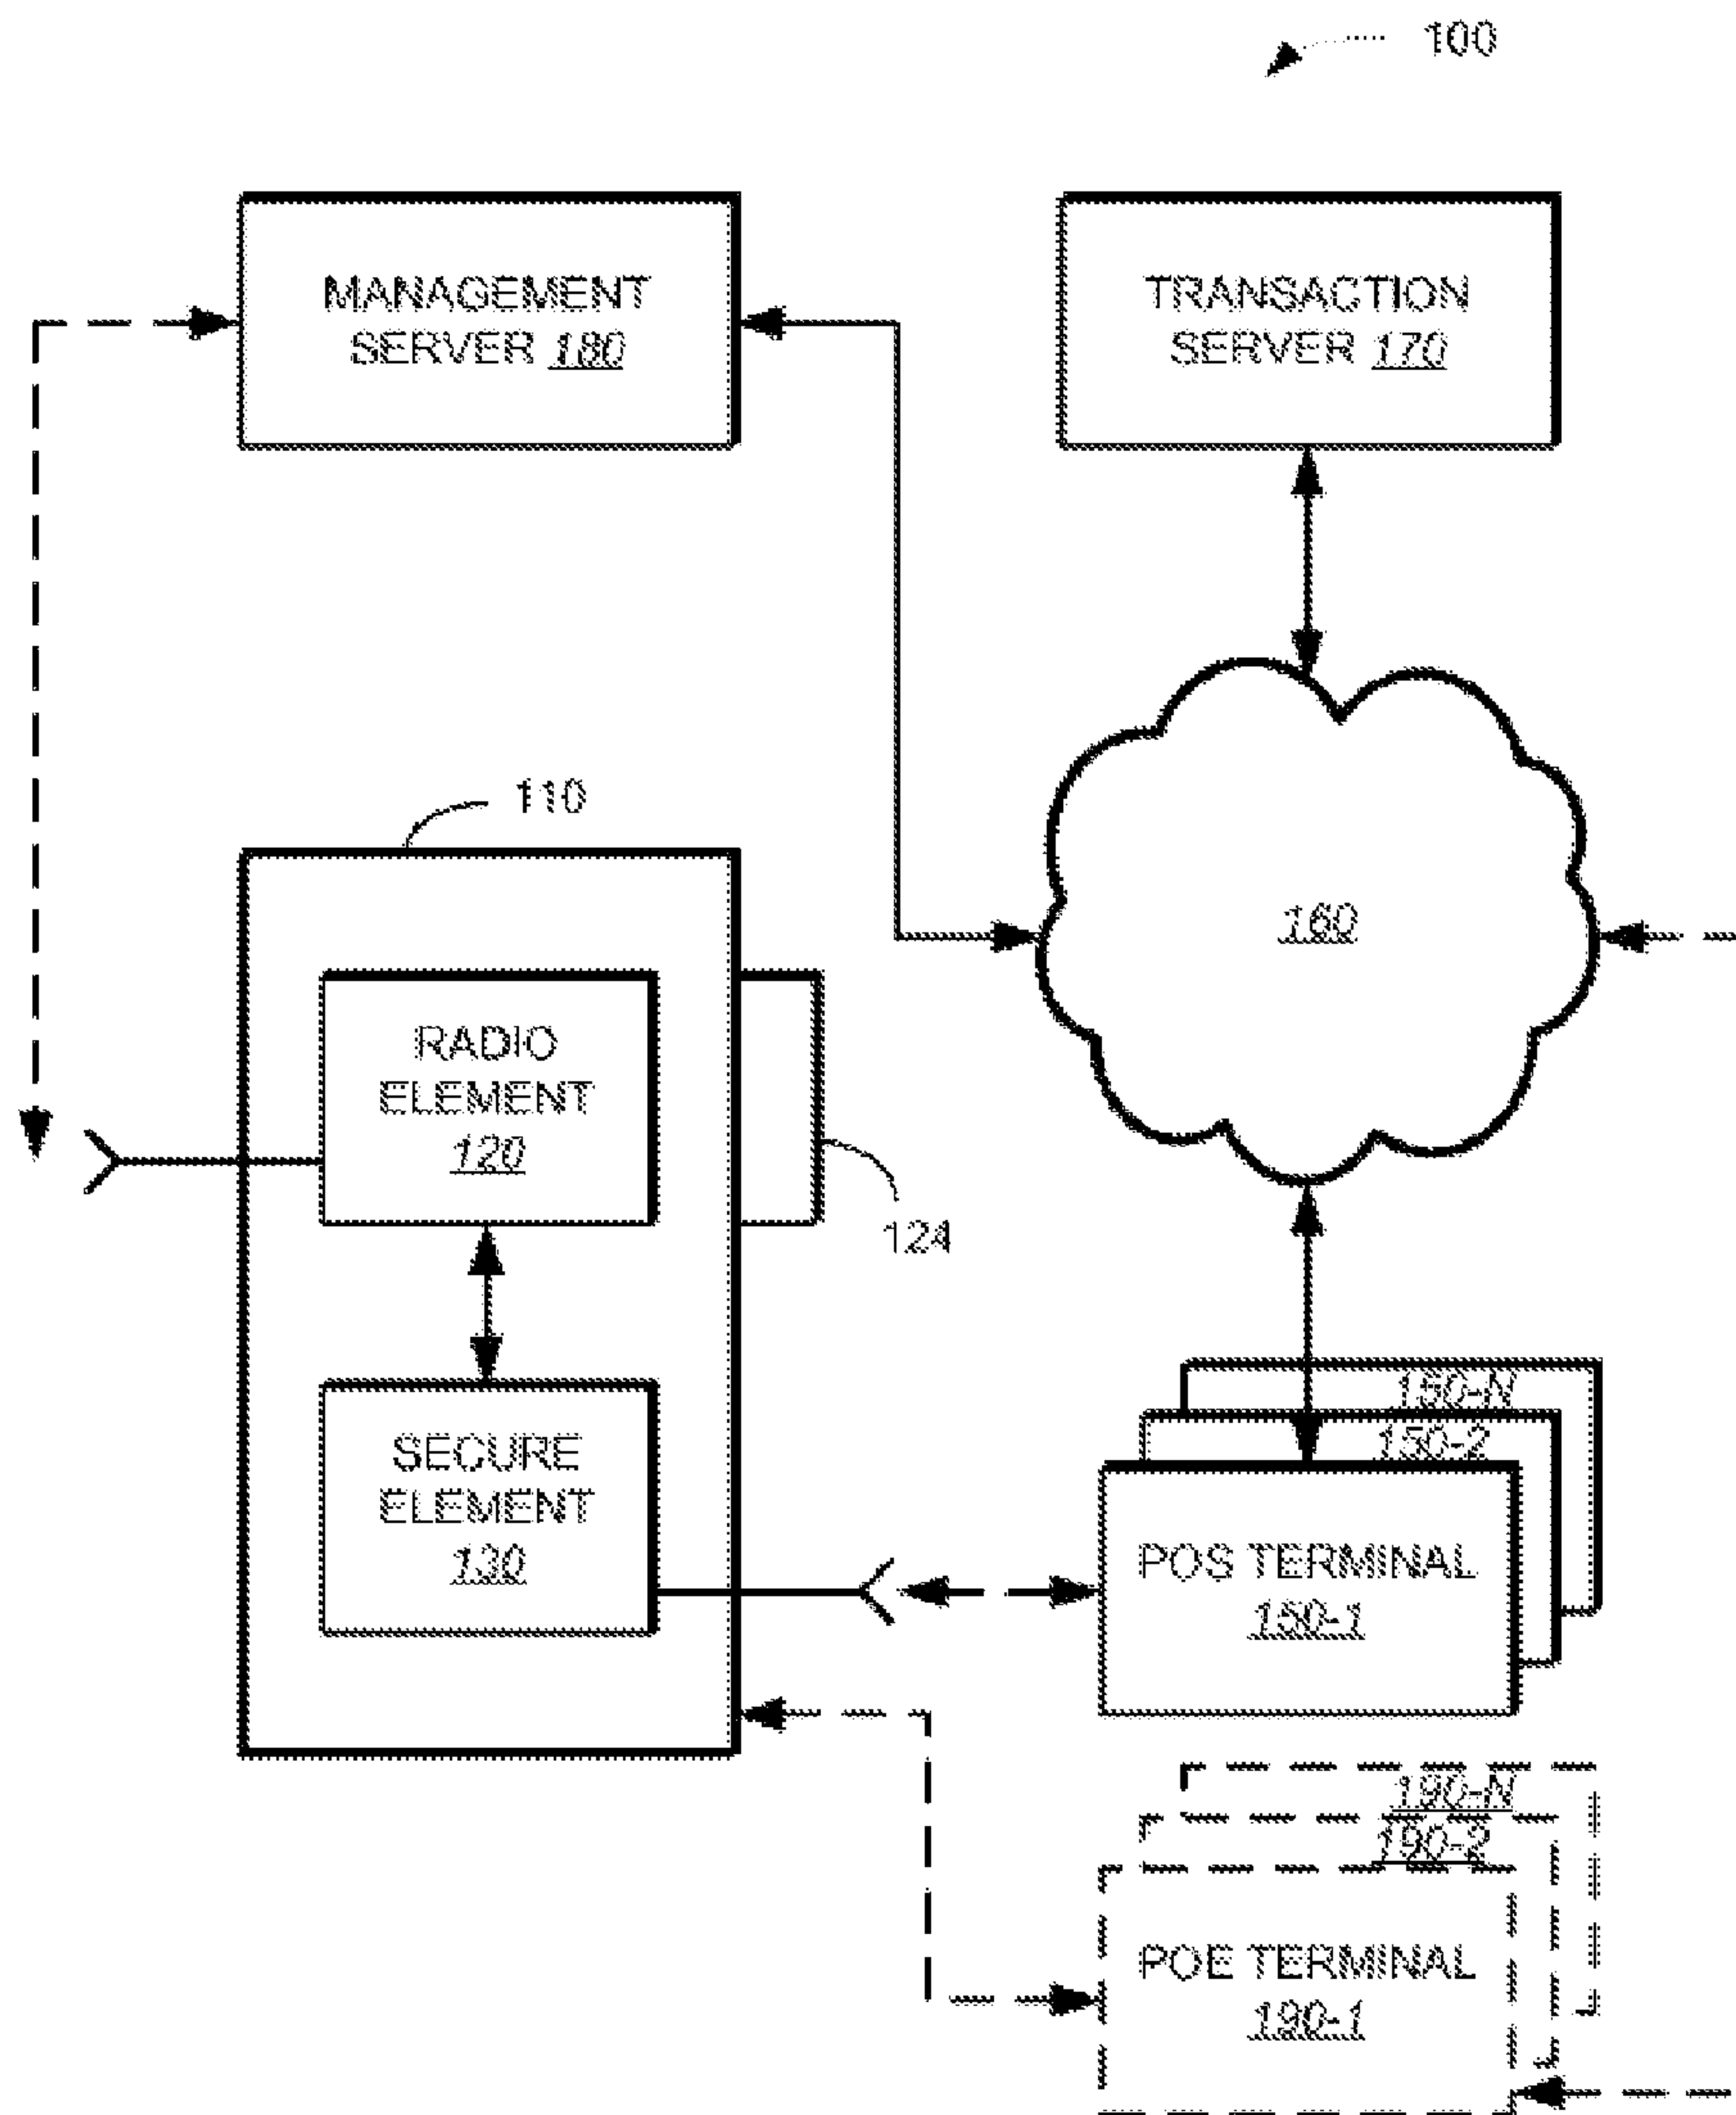 100
MANAGEMENT
SERVER 180
TRANSACTION
SERVER 170
110
160
RADIO
ELEMENT
120
124
150-N
150-2
SECURE
ELEMENT
130
POS TERMINAL
150-1
190-N
190-2
POE TERMINAL
190-1